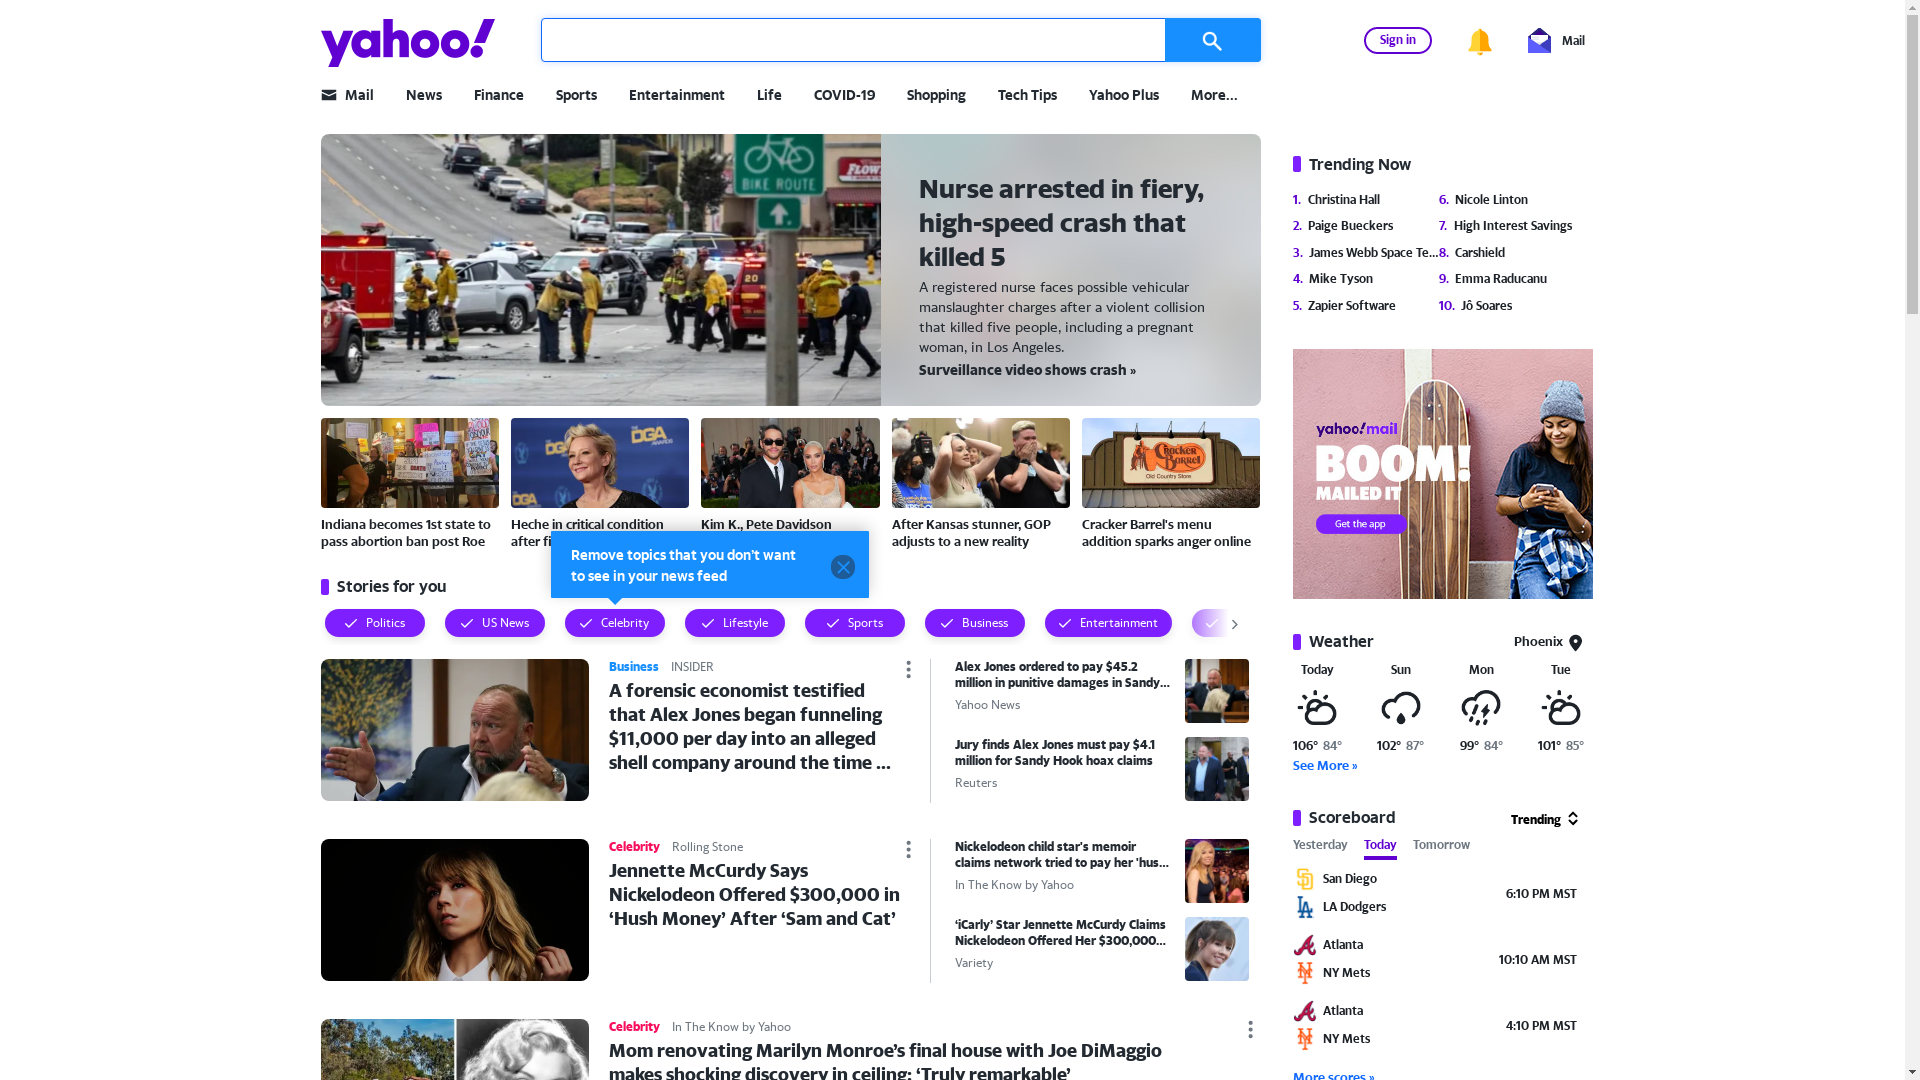 yahoo!
Sign in
Mail
Mail
News
Finance
Sports
Entertainment
Life
COVID-19
Shopping
Tech Tips
Yahoo Plus
More...
BIKE ROUTE
Nurse arrested in fiery,
high-speed crash that
killed 5
A registered nurse faces possible vehicular
manslaughter charges after a violent collision
that killed five people, including a pregnant
woman, in Los Angeles.
Surveillance video shows crash »
Indiana becomes 1st state to
pass abortion ban post Roe
Heche in critical condition
after fi
Kim K., Pete Davidson
After Kansas stunner, GOP
adjusts to a new reality
Cracker Barrel
Old Country Store
Cracker Barrel's menu
addition sparks anger online
Remove topics that you don't want
to see in your news feed
Stories for you
Politics
US News
Celebrity
Lifestyle
Sports
Business
Entertainment
Business INSIDER
A forensic economist testified
that Alex Jones began funneling
$11,000 per day into an alleged
shell company around the time ...
Alex Jones ordered to pay $45.2
million in punitive damages in Sandy...
Yahoo News
Jury finds Alex Jones must pay $4.1
million for Sandy Hook hoax claims
Reuters
Celebrity Rolling Stone
Jennette McCurdy Says
Nickelodeon Offered $300,000 in
‘Hush Money’ After ‘Sam and Cat’
Nickelodeon child star's memoir
claims network tried to pay her 'hus...
In The Know by Yahoo
‘iCarly’ Star Jennette McCurdy Claims
Nickelodeon Offered Her $300,000...
Variety
Celebrity In The Know by Yahoo
Mom renovating Marilyn Monroe’s final house with Joe DiMaggio
makes shocking discovery in ceiling: ‘Truly remarkable’
Trending Now
1. Christina Hall
2. Paige Bueckers
3. James Webb Space Te...
4. Mike Tyson
5. Zapier Software
6. Nicole Linton
7. High Interest Savings
8. Carshield
9. Emma Raducanu
10. Jô Soares
yahoo!mail
BOOM!
MAILED IT
Get the app
Weather
Phoenix
Today Sun Mon Tue
106° 84° 102° 87° 99° 84° 101° 85°
See More »
Scoreboard
Trending
Yesterday Today Tomorrow
San Diego
LA Dodgers
6:10 PM MST
Atlanta
NY Mets
10:10 AM MST
Atlanta
NY Mets
4:10 PM MST
More scores »